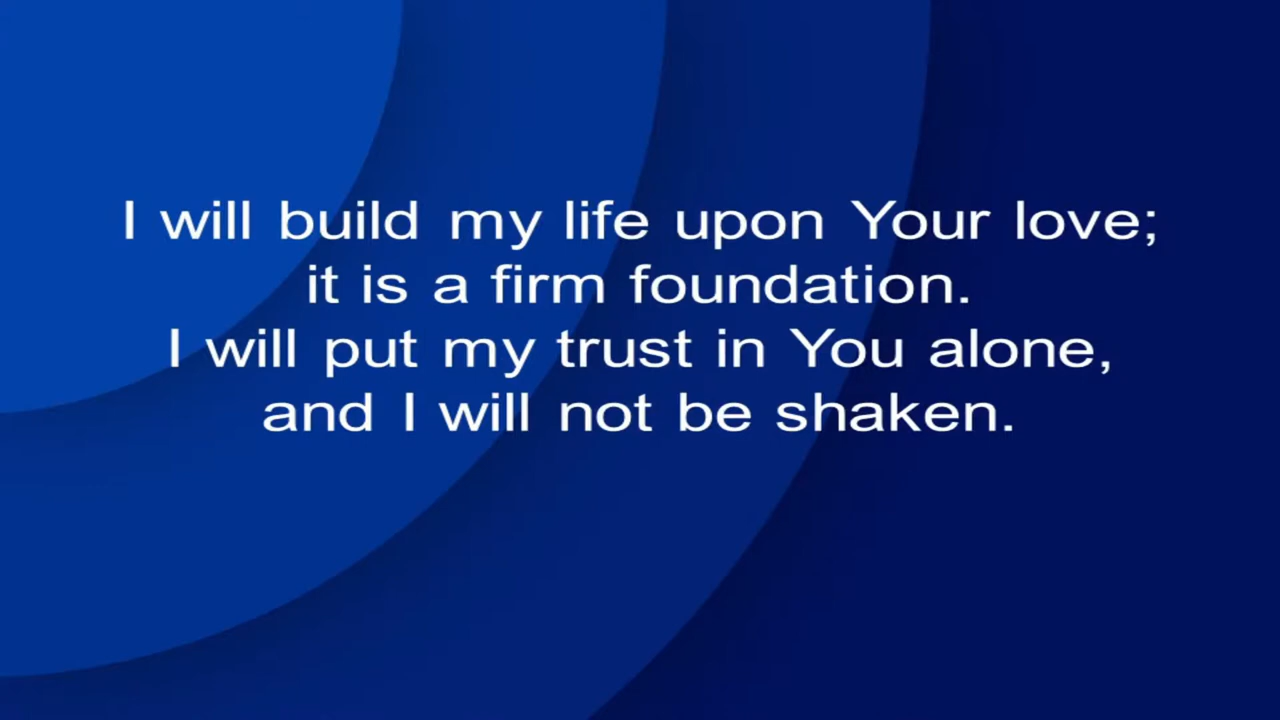 I will build my life upon Your love;
it is a firm foundation.
I will put my trust in You alone,
and I will not be shaken.